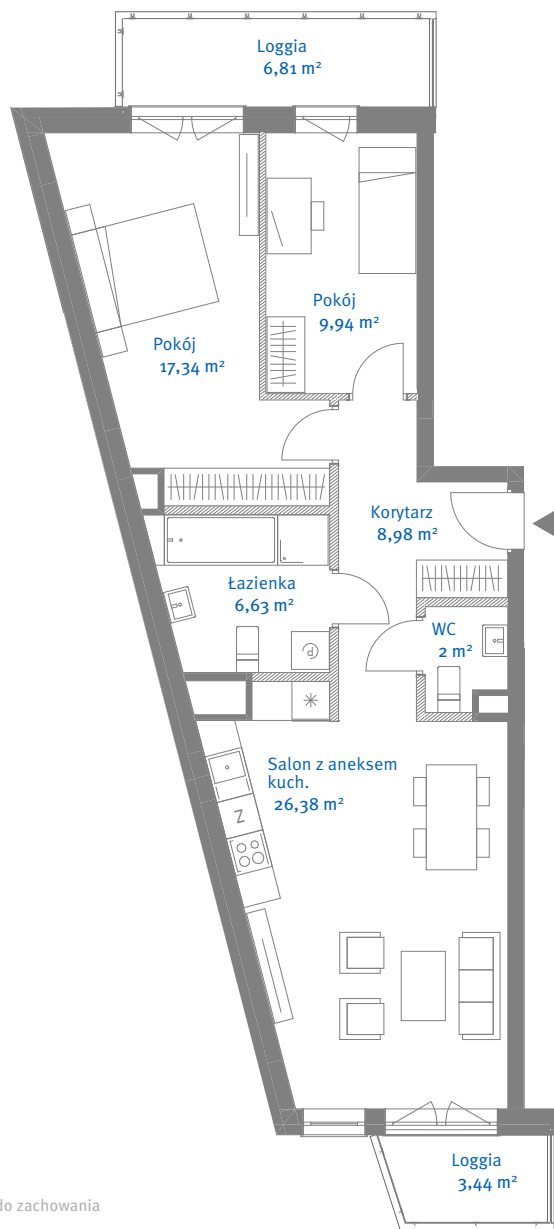 Loggia
6,81 m²
Pokój
9,94 m²
Pokój
17,34 m²
Korytarz
8,98 m²
Łazienka
6,63 m²
WC
2 m²
Salon z aneksem
kuch.
26,38 m²
Z
Loggia
3,44 m²
do zachowania